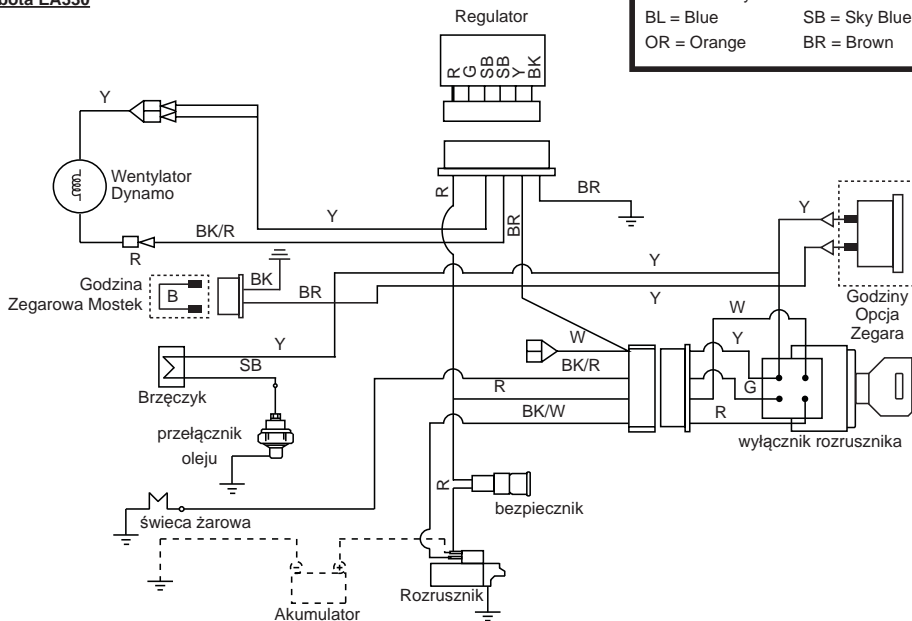 BL = Blue
SB = Sky Blue
OR = Orange
BR = Brown
Regulator
R
G
SB
SB
Y
BK
Y
Wentylator
Dynamo
R
BR
BR
Y
BK/R
R
Y
Godzina
Zegarowa Mostek
B
BK
BR
Y
Y
Godziny
Opcja
Zegara
W
W
Y
BK/R
Y
SB
R
G
Brzęczyk
BK/W
R
przełącznik
oleju
wyłącznik rozrusznika
R
bezpiecznik
świeca żarowa
-
+
Rozrusznik
Akumulator